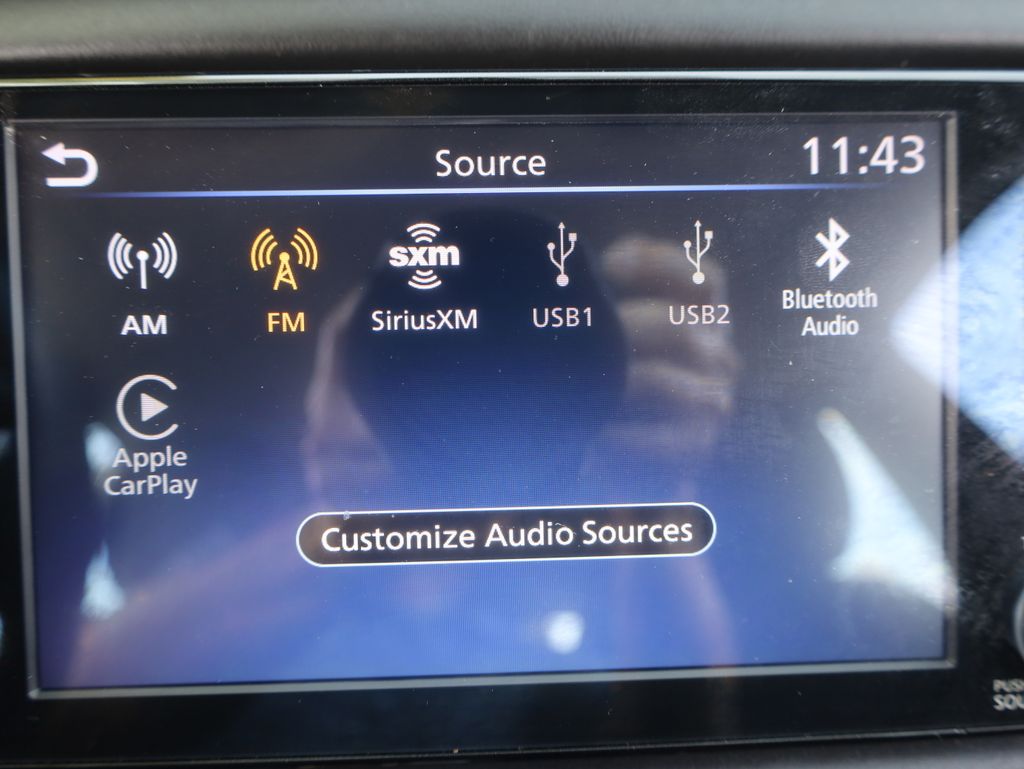 Source
11:43
sxm
AM
FM
SiriusXM
USB1
USB2
Bluetooth
Audio
Apple
CarPlay
Customize Audio Sources